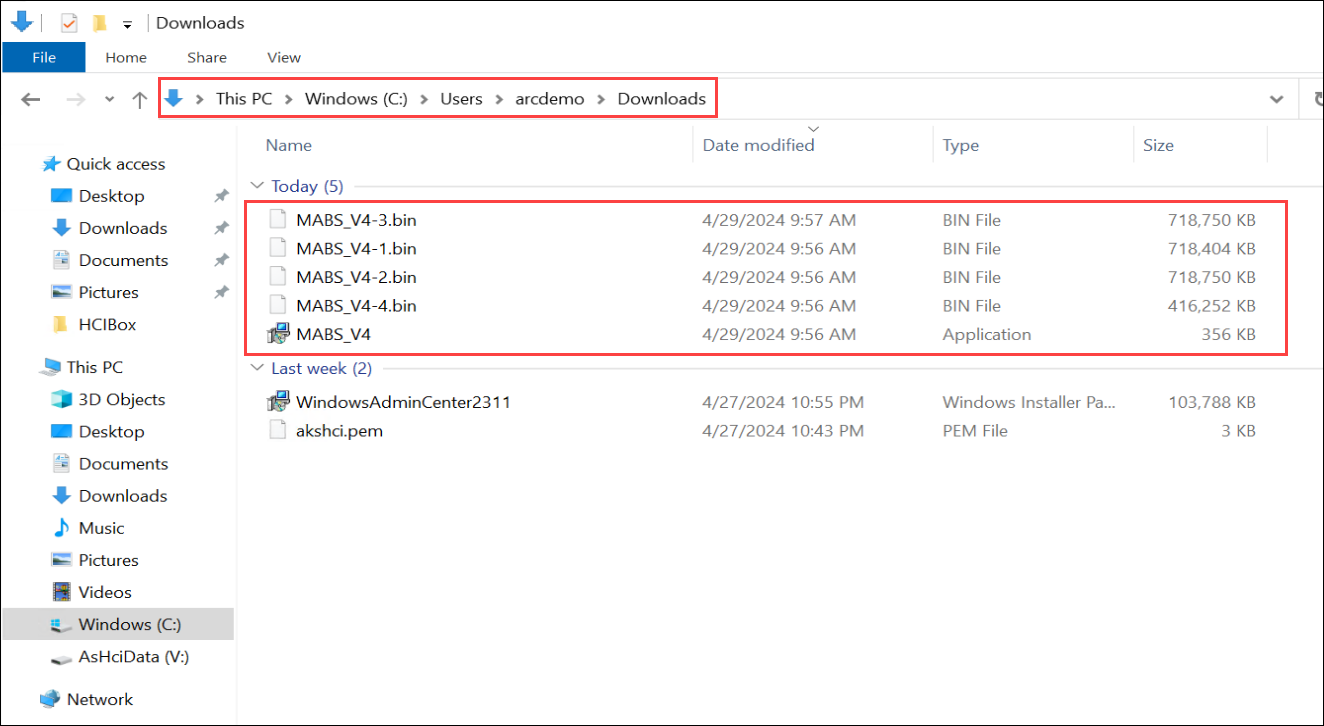 Downloads
File Home Share View
This PC Windows (C:) Users arcdemo Downloads
Name Date modified Type Size
Quick access
Desktop
Downloads
Documents
Pictures
HCIBox
This PC
3D Objects
Desktop
Documents
Downloads
Music
Pictures
Videos
Windows (C:)
AsHciData (V:)
Network
Today (5)
MABS_V4-3.bin 4/29/2024 9:57 AM BIN File 718,750 KB
MABS_V4-1.bin 4/29/2024 9:56 AM BIN File 718,404 KB
MABS_V4-2.bin 4/29/2024 9:56 AM BIN File 718,750 KB
MABS_V4-4.bin 4/29/2024 9:56 AM BIN File 416,252 KB
MABS_V4 4/29/2024 9:56 AM Application 356 KB
Last week (2)
WindowsAdminCenter2311 4/27/2024 10:55 PM Windows Installer Pa... 103,788 KB
akshci.pem 4/27/2024 10:43 PM PEM File 3 KB